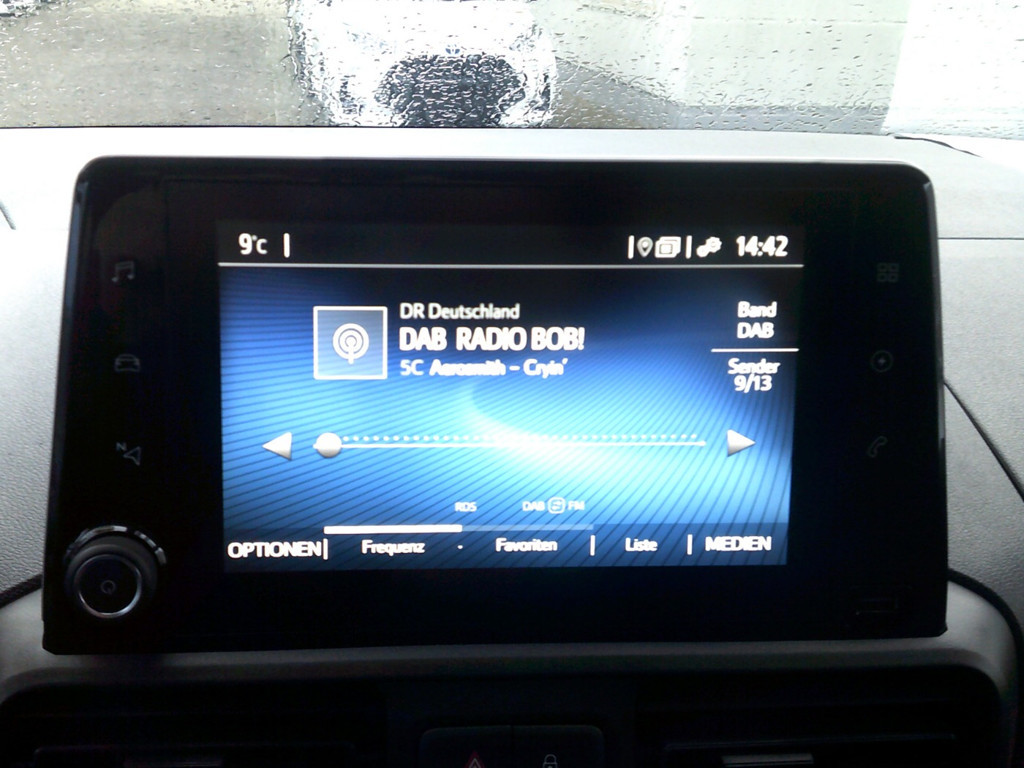 9°C
14:42
DR Deutschland
DAB RADIO BOB!
5C Aerosmith - Cryin'
Band
DAB
Sender
9/13
N
RDS DAB FM
OPTIONEN Frequenz Favoriten Liste MEDIEN